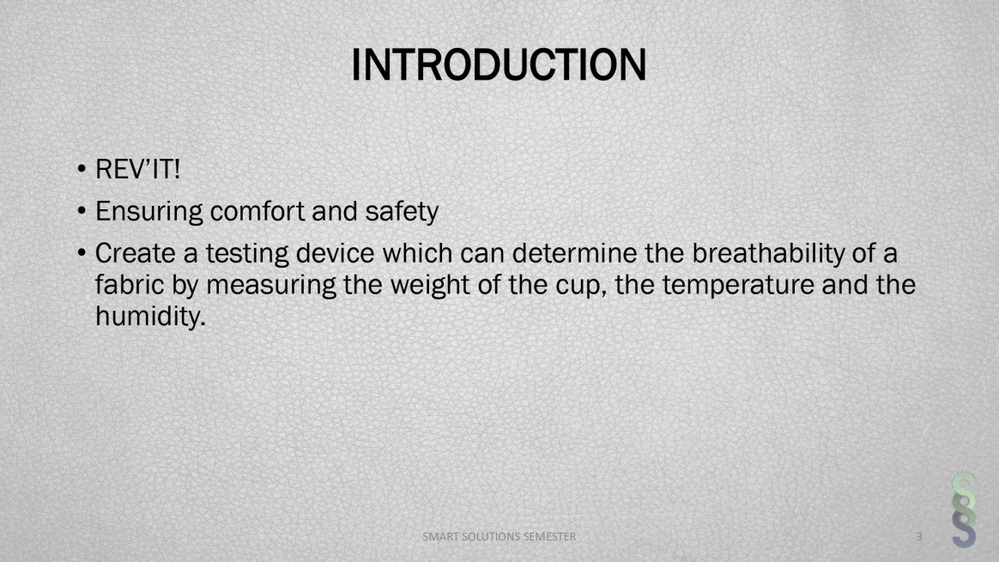 INTRODUCTION
• REV’IT!
• Ensuring comfort and safety
• Create a testing device which can determine the breathability of a
fabric by measuring the weight of the cup, the temperature and the
humidity.
SMART SOLUTIONS SEMESTER
3
SSS